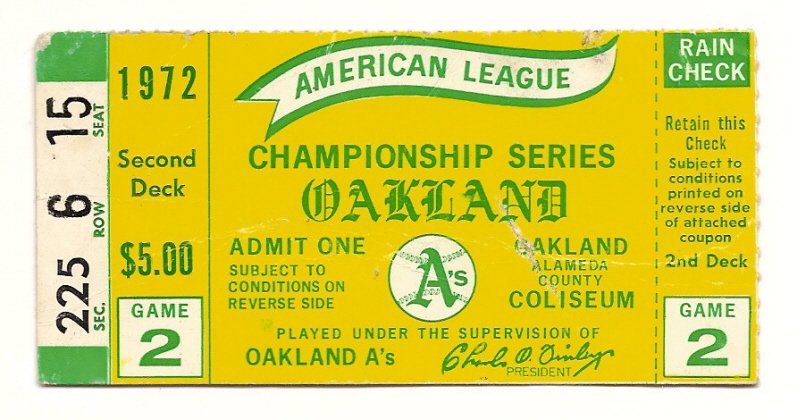 225 SEC. 6 ROW 15 SEAT
1972
Second
Deck
$5.00
GAME
2
AMERICAN LEAGUE
CHAMPIONSHIP SERIES
OAKLAND
ADMIT ONE
SUBJECT TO
CONDITIONS ON
REVERSE SIDE
A's
OAKLAND
ALAMEDA
COUNTY
COLISEUM
PLAYED UNDER THE SUPERVISION OF
OAKLAND A's
Charles O. Finley
PRESIDENT
RAIN
CHECK
Retain this
Check
Subject to
conditions
printed on
reverse side
of attached
coupon
2nd Deck
GAME
2